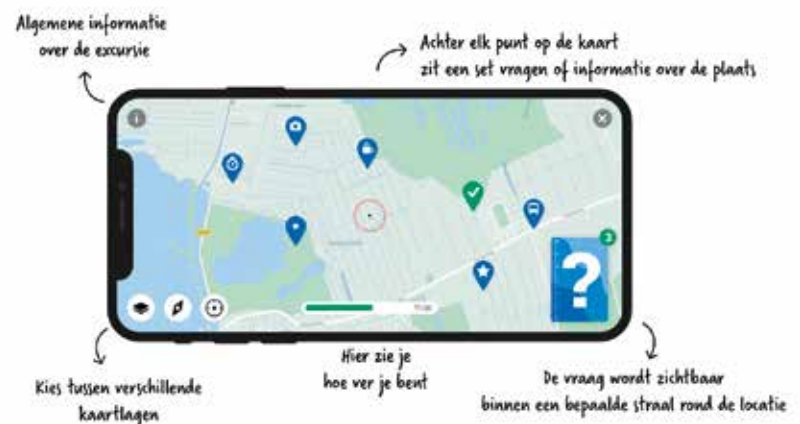 Algemene informatie
over de excursie
Achter elk punt op de kaart
zit een set vragen of informatie over de plaats
i
3
?
Kies tussen verschillende
kaartlagen
Hier zie je
hoe ver je bent
De vraag wordt zichtbaar
binnen een bepaalde straal rond de locatie